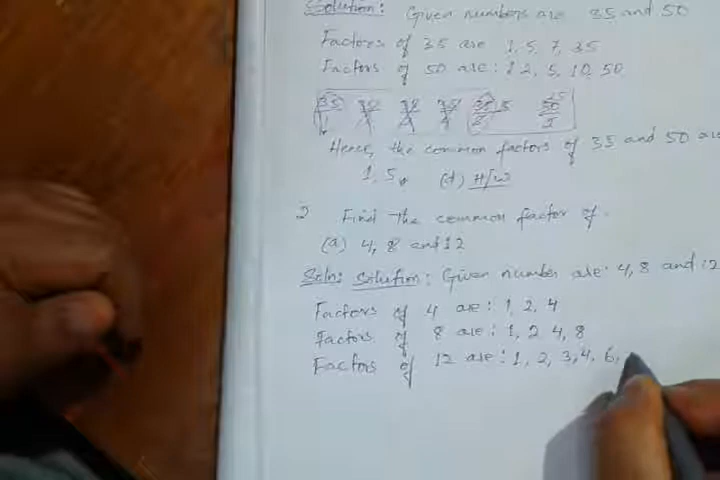 Solution: Given numbers are 35 and 50
Factors of 35 are 1, 5, 7, 35
Factors of 50 are: 1 2, 5, 10, 50
Hence, the common factors of 35 and 50 are
1, 5, (d) H/W
2 Find the common factor of
(a) 4, 8 and 12
Soln: Solution: Given number are: 4, 8 and 12
Factors of 4 are: 1, 2, 4
Factors of 8 are: 1, 2 4, 8
Factors of 12 are: 1, 2, 3, 4, 6,